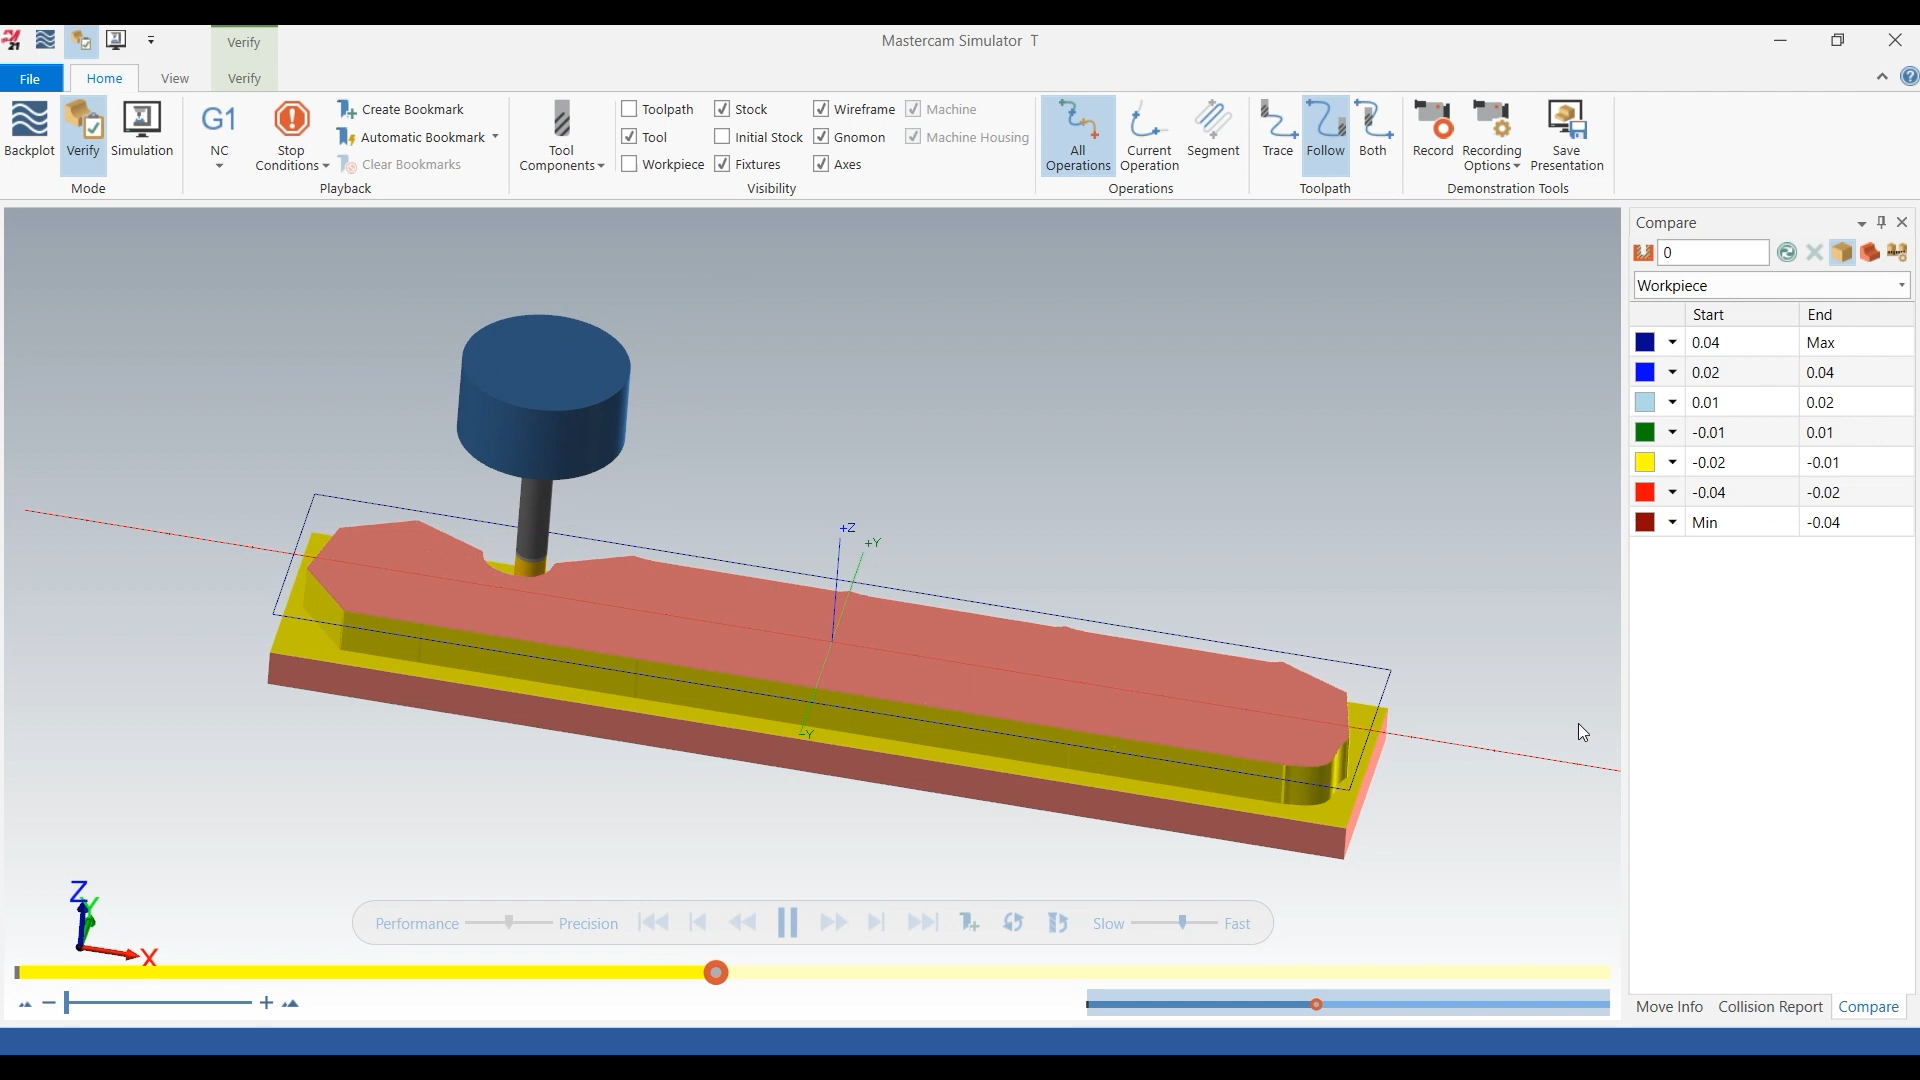 21
Verify
Mastercam Simulator T
File
Home
View
Verify
Backplot
Verify
Simulation
Mode
G1
NC
Stop
Conditions
Create Bookmark
Automatic Bookmark
Clear Bookmarks
Playback
Tool
Components
Toolpath
Stock
Wireframe
Machine
Tool
Initial Stock
Gnomon
Machine Housing
Workpiece
Fixtures
Axes
Visibility
All
Operations
Current
Operation
Segment
Operations
Trace
Follow
Both
Toolpath
Record
Recording
Options
Save
Presentation
Demonstration Tools
Compare
0
Workpiece
Start End
0.04 Max
0.02 0.04
0.01 0.02
-0.01 0.01
-0.02 -0.01
-0.04 -0.02
Min -0.04
+Z
+Y
-Y
Z
Y
X
Performance
Precision
Slow
Fast
Move Info
Collision Report
Compare